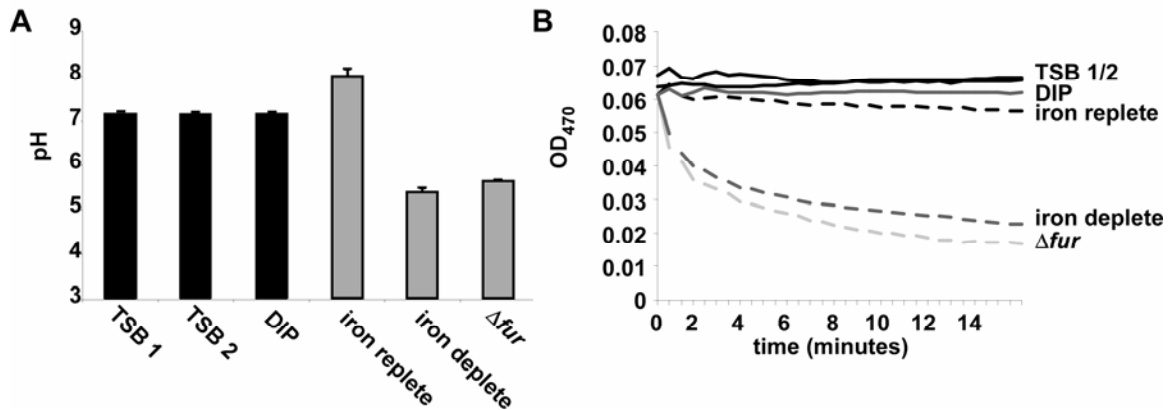 A
9
8
7
6
5
4
3
pH
TSB 1
TSB 2
DIP
iron replete
iron deplete
Δfur
B
0.08
0.07
0.06
0.05
0.04
0.03
0.02
0.01
0
OD470
0 2 4 6 8 10 12 14
time (minutes)
TSB 1/2
DIP
iron replete
iron deplete
Δfur